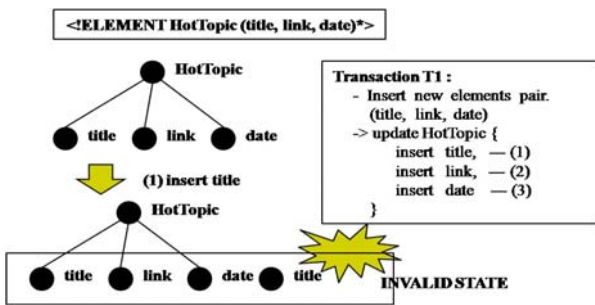 <!ELEMENT HotTopic (title, link, date)*>
HotTopic
title link date
(1) insert title
HotTopic
title link date title
INVALID STATE
Transaction T1 :
- Insert new elements pair.
(title, link, date)
-> update HotTopic {
insert title, — (1)
insert link, — (2)
insert date — (3)
}